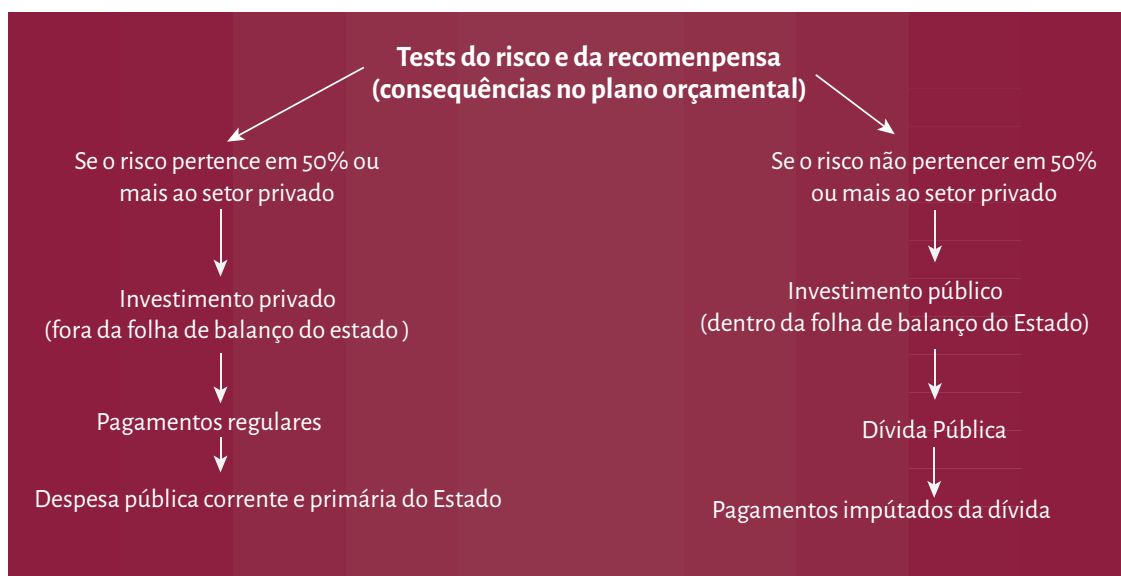 Tests do risco e da recomenpensa
(consequências no plano orçamental)
Se o risco pertence em 50% ou
mais ao setor privado
Investimento privado
(fora da folha de balanço do estado )
Pagamentos regulares
Despesa pública corrente e primária do Estado
Se o risco não pertencer em 50%
ou mais ao setor privado
Investimento público
(dentro da folha de balanço do Estado)
Dívida Pública
Pagamentos impútados da dívida